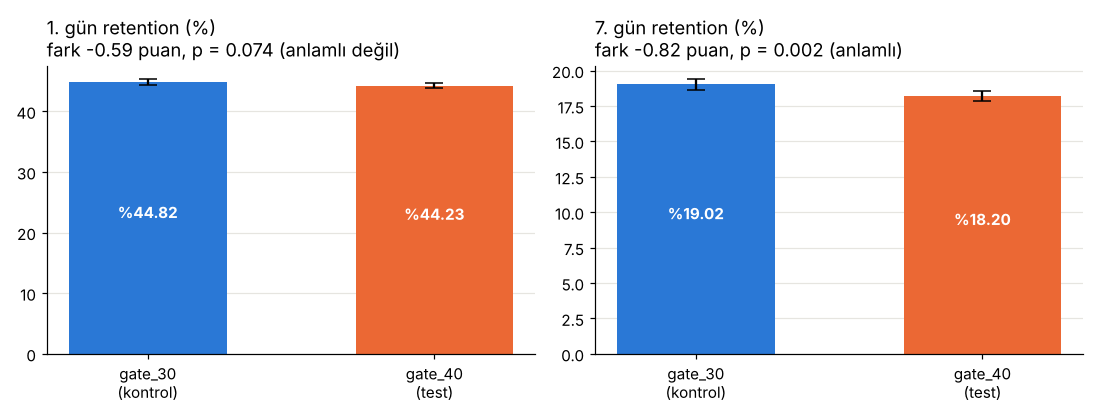 1. gün retention (%)
fark -0.59 puan, p = 0.074 (anlamlı değil)
40
30
20
10
0
%44.82
%44.23
gate_30
(kontrol)
gate_40
(test)
7. gün retention (%)
fark -0.82 puan, p = 0.002 (anlamlı)
20.0
17.5
15.0
12.5
10.0
7.5
5.0
2.5
0.0
%19.02
%18.20
gate_30
(kontrol)
gate_40
(test)